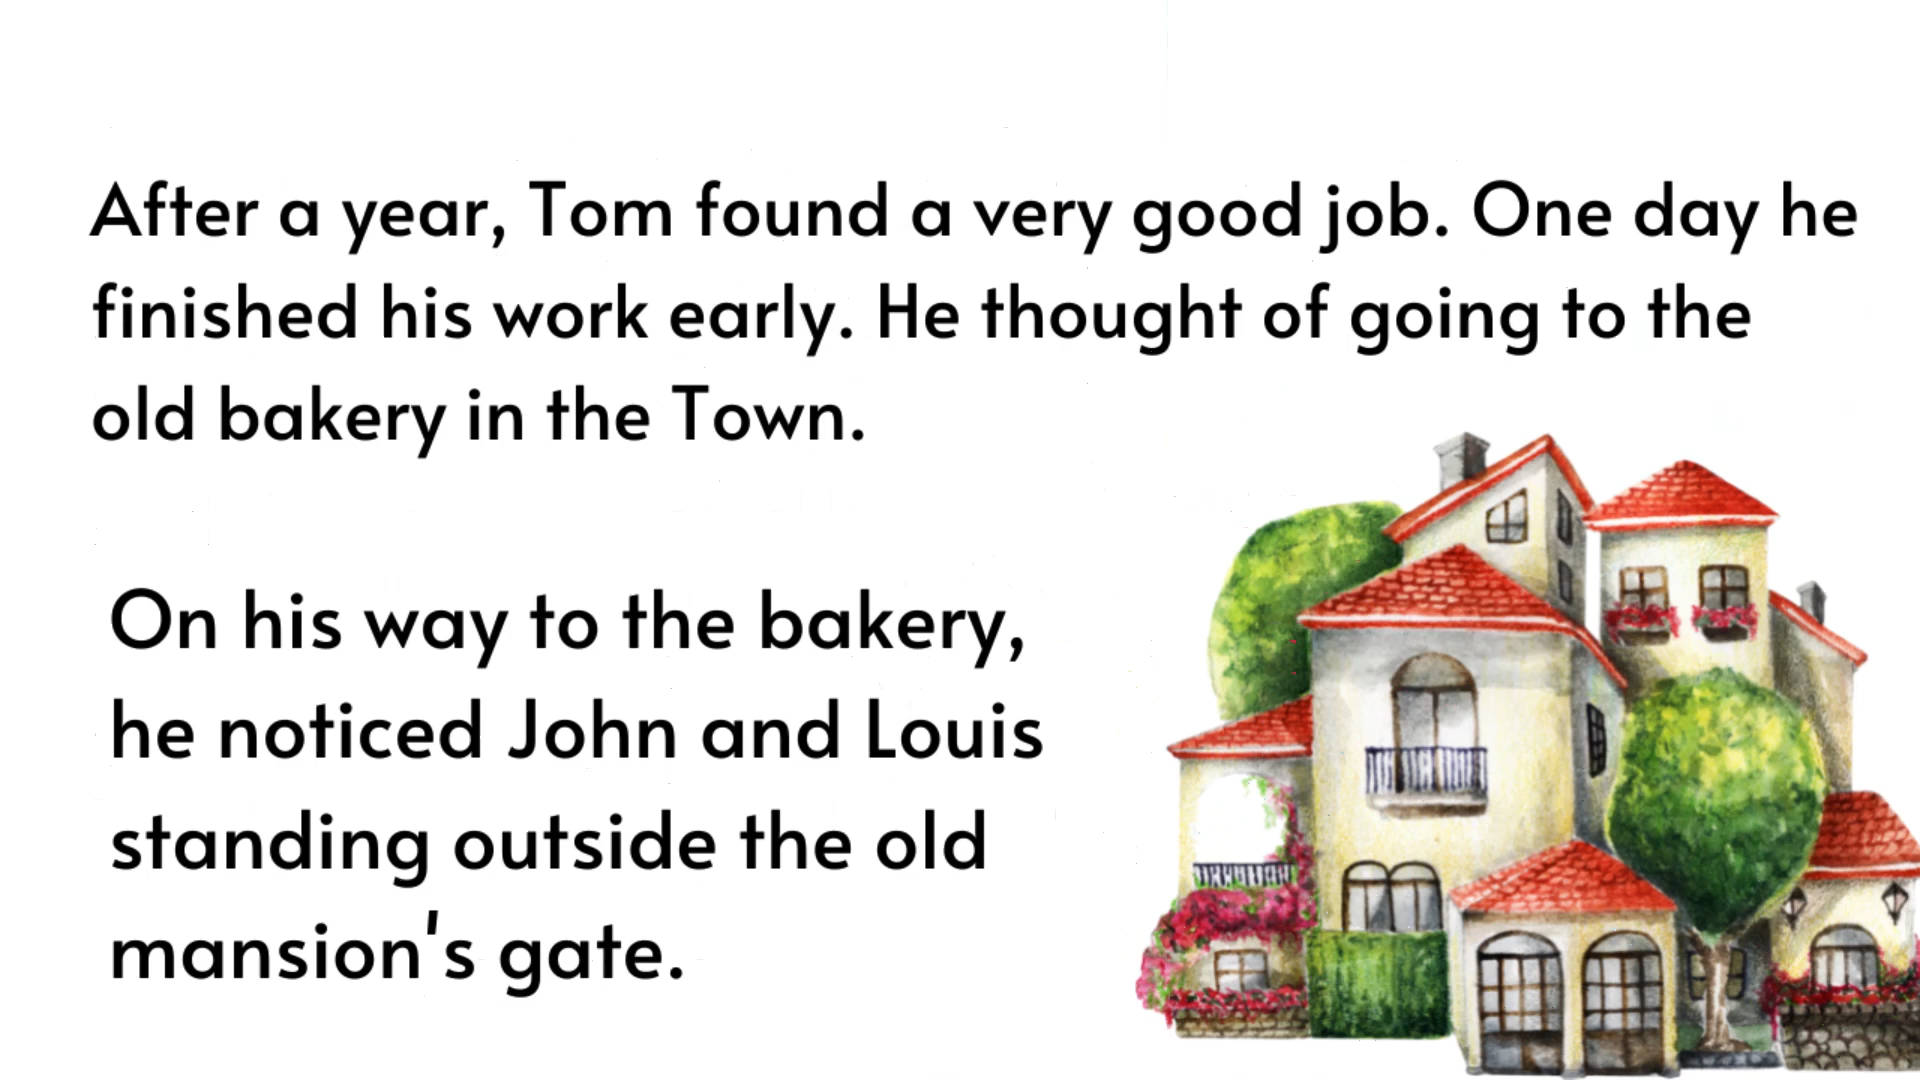 After a year, Tom found a very good job. One day he
finished his work early. He thought of going to the
old bakery in the Town.
On his way to the bakery,
he noticed John and Louis
standing outside the old
mansion's gate.